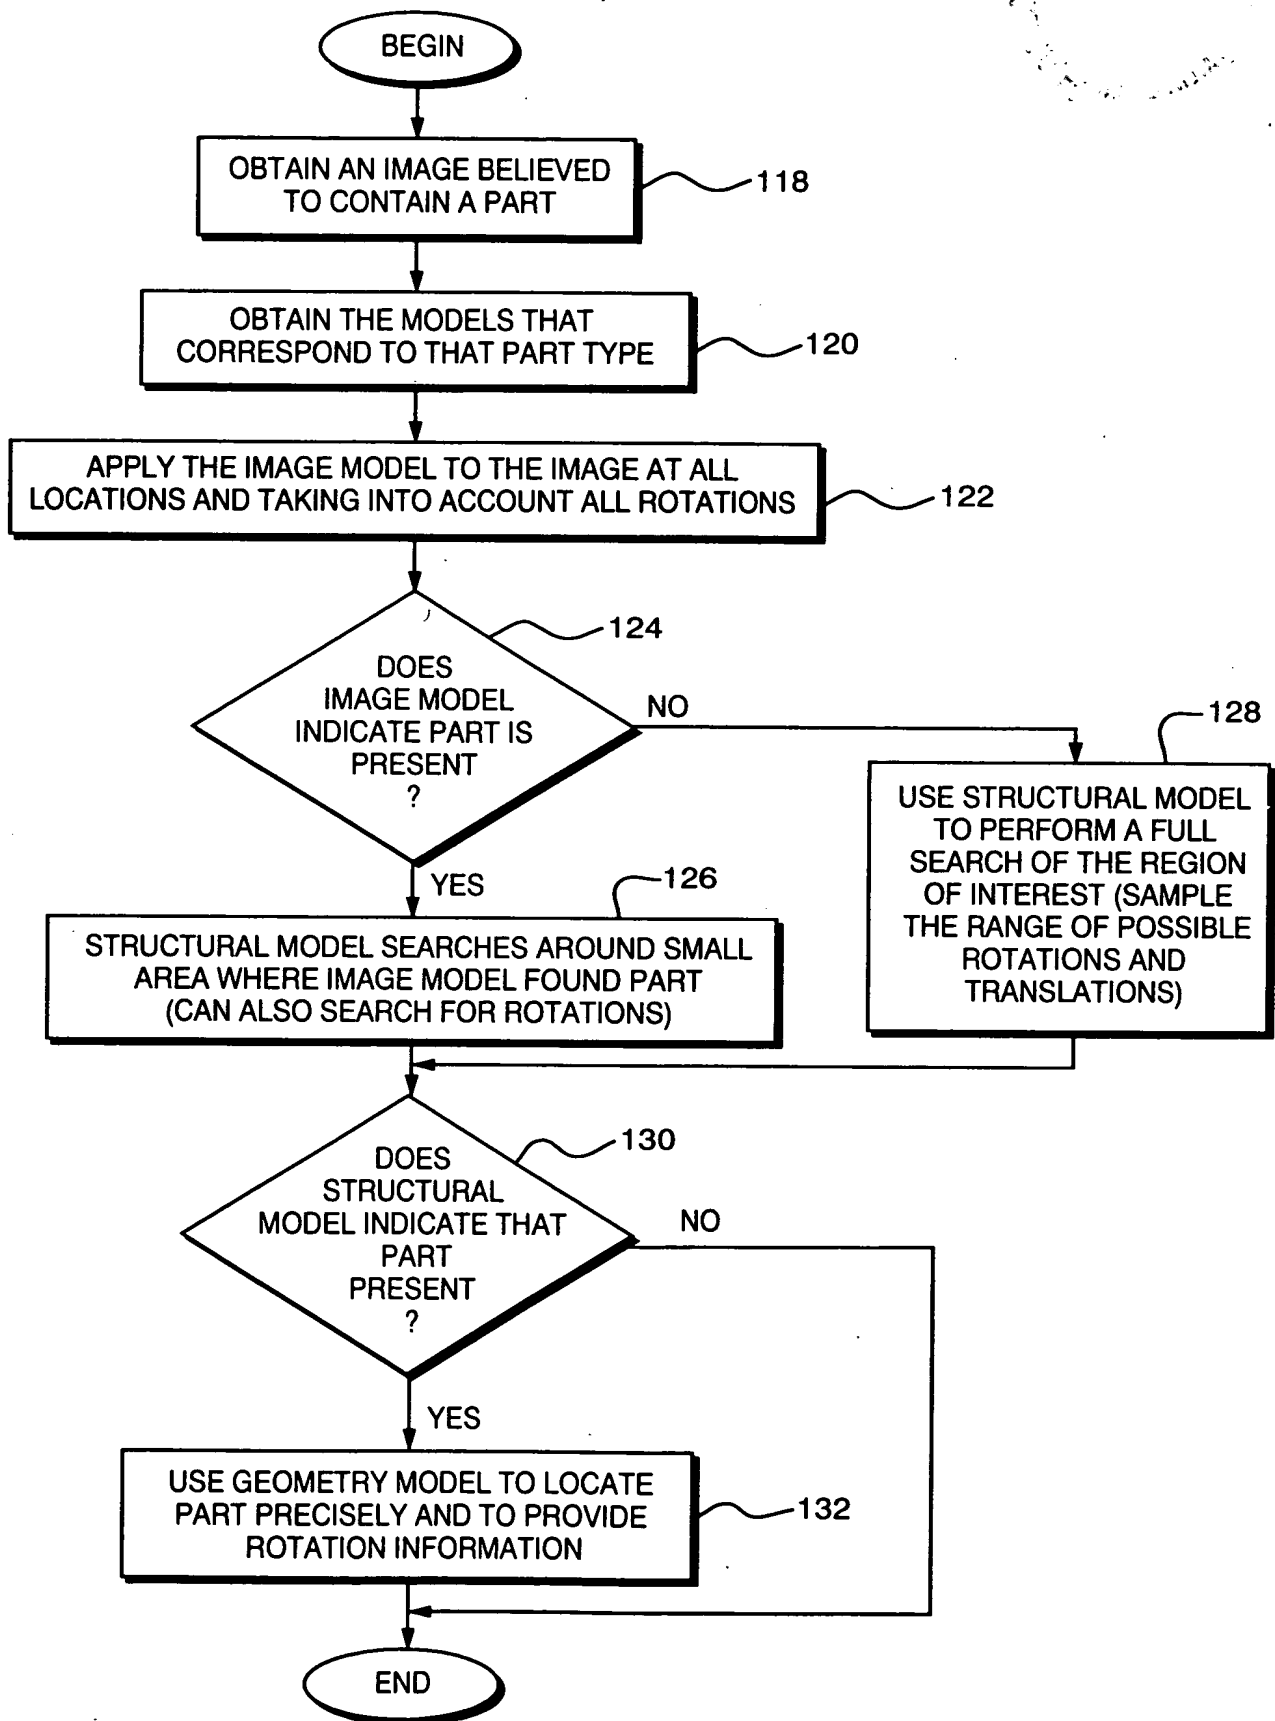 BEGIN
OBTAIN AN IMAGE BELIEVED
TO CONTAIN A PART
118
OBTAIN THE MODELS THAT
CORRESPOND TO THAT PART TYPE
120
APPLY THE IMAGE MODEL TO THE IMAGE AT ALL
LOCATIONS AND TAKING INTO ACCOUNT ALL ROTATIONS
122
124
DOES
IMAGE MODEL
INDICATE PART IS
PRESENT
?
NO
YES
128
USE STRUCTURAL MODEL
TO PERFORM A FULL
SEARCH OF THE REGION
OF INTEREST (SAMPLE
THE RANGE OF POSSIBLE
ROTATIONS AND
TRANSLATIONS)
126
STRUCTURAL MODEL SEARCHES AROUND SMALL
AREA WHERE IMAGE MODEL FOUND PART
(CAN ALSO SEARCH FOR ROTATIONS)
130
DOES
STRUCTURAL
MODEL INDICATE THAT
PART
PRESENT
?
NO
YES
USE GEOMETRY MODEL TO LOCATE
PART PRECISELY AND TO PROVIDE
ROTATION INFORMATION
132
END